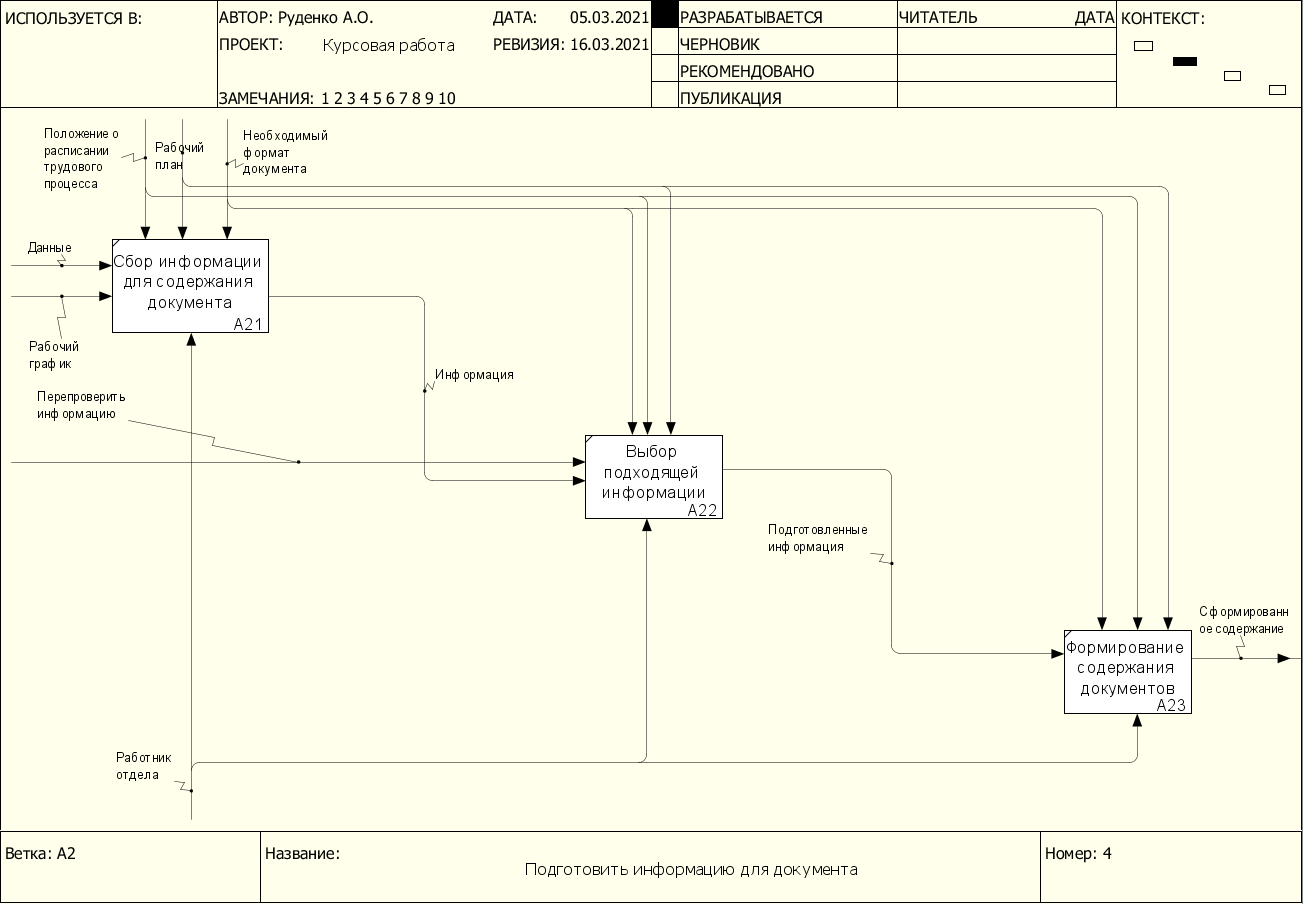 ИСПОЛЬЗУЕТСЯ В:
АВТОР: Руденко А.О.
ДАТА: 05.03.2021
ПРОЕКТ: Курсовая работа
РЕВИЗИЯ: 16.03.2021
ЗАМЕЧАНИЯ: 1 2 3 4 5 6 7 8 9 10
РАЗРАБАТЫВАЕТСЯ
ЧЕРНОВИК
РЕКОМЕНДОВАНО
ПУБЛИКАЦИЯ
ЧИТАТЕЛЬ
ДАТА
КОНТЕКСТ:
Положение о
расписании
трудового
процесса
Рабочий
план
Необходимый
формат
документа
Данные
Сбор информации
для содержания
документа
A21
Рабочий
график
Информация
Перепроверить
информацию
Выбор
подходящей
информации
A22
Подготовленные
информация
Сформированн
ое содержание
Формирование
содержания
документов
A23
Работник
отдела
Ветка: A2
Название:
Подготовить информацию для документа
Номер: 4